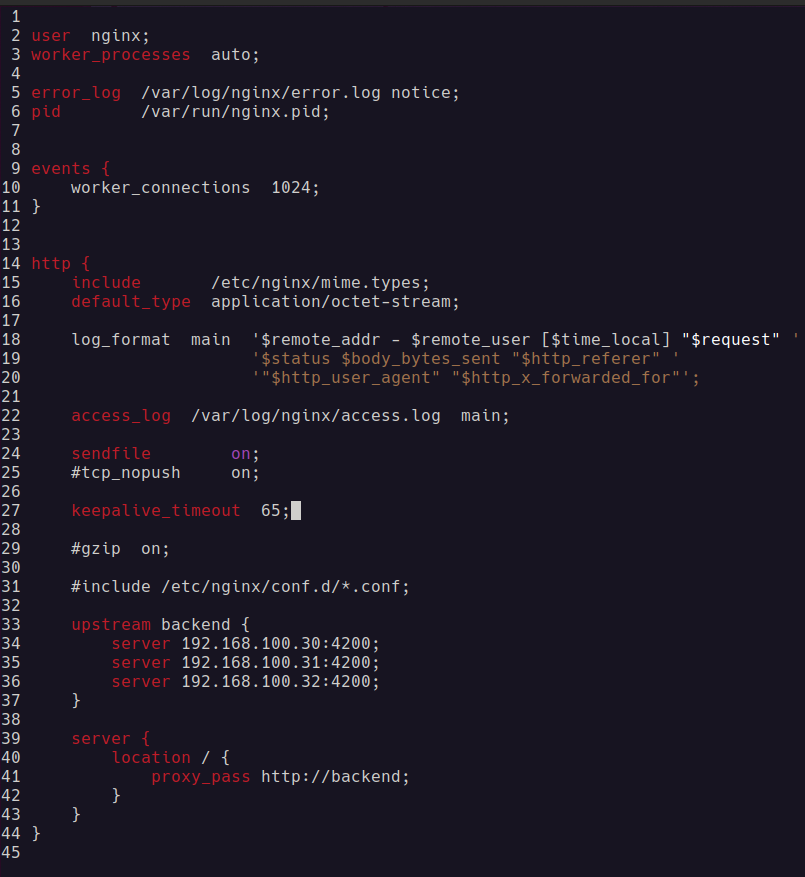 1
2 user  nginx;
3 worker_processes  auto;
4
5 error_log  /var/log/nginx/error.log notice;
6 pid        /var/run/nginx.pid;
7
8
9 events {
10     worker_connections  1024;
11 }
12
13
14 http {
15     include       /etc/nginx/mime.types;
16     default_type  application/octet-stream;
17
18     log_format  main  '$remote_addr - $remote_user [$time_local] "$request" '
19                       '$status $body_bytes_sent "$http_referer" '
20                       '"$http_user_agent" "$http_x_forwarded_for"';
21
22     access_log  /var/log/nginx/access.log  main;
23
24     sendfile        on;
25     #tcp_nopush     on;
26
27     keepalive_timeout  65;
28
29     #gzip  on;
30
31     #include /etc/nginx/conf.d/*.conf;
32
33     upstream backend {
34         server 192.168.100.30:4200;
35         server 192.168.100.31:4200;
36         server 192.168.100.32:4200;
37     }
38
39     server {
40         location / {
41             proxy_pass http://backend;
42         }
43     }
44 }
45